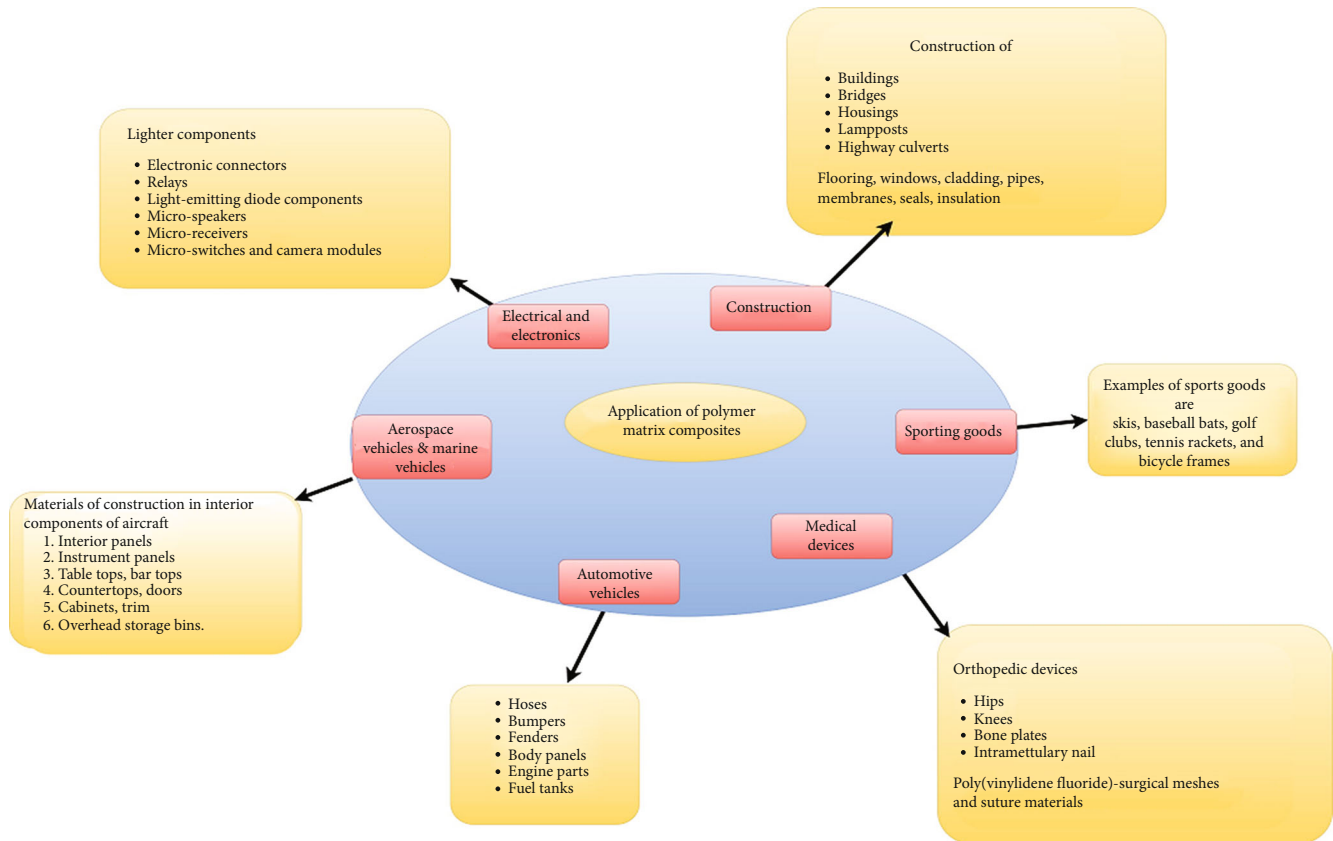 Construction of
• Buildings
• Bridges
• Housings
• Lampposts
• Highway culverts
Flooring, windows, cladding, pipes,
membranes, seals, insulation
Lighter components
• Electronic connectors
• Relays
• Light-emitting diode components
• Micro-speakers
• Micro-receivers
• Micro-switches and camera modules
Electrical and
electronics
Construction
Application of polymer
matrix composites
Aerospace
vehicles & marine
vehicles
Sporting goods
Examples of sports goods
are
skis, baseball bats, golf
clubs, tennis rackets, and
bicycle frames
Materials of construction in interior
components of aircraft
1. Interior panels
2. Instrument panels
3. Table tops, bar tops
4. Countertops, doors
5. Cabinets, trim
6. Overhead storage bins.
Medical
devices
Automotive
vehicles
• Hoses
• Bumpers
• Fenders
• Body panels
• Engine parts
• Fuel tanks
Orthopedic devices
• Hips
• Knees
• Bone plates
• Intramettulary nail
Poly(vinylidene fluoride)-surgical meshes
and suture materials